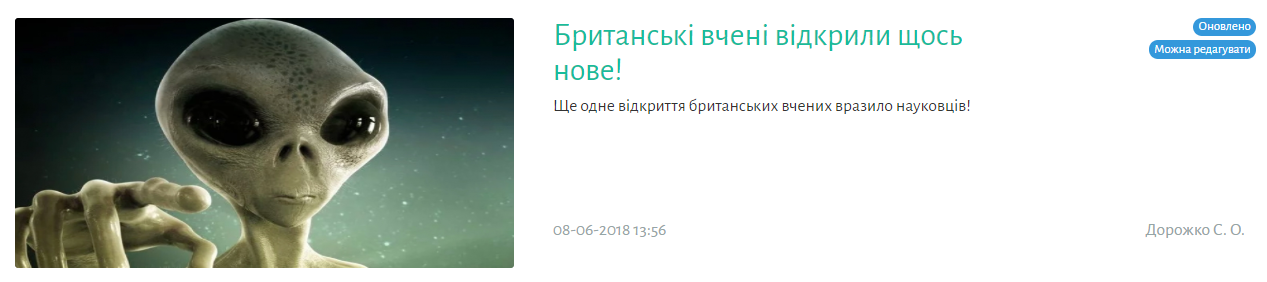 Британські вчені відкрили щось
нове!
Оновлено
Можна редагувати
Ще одне відкриття британських вчених вразило науковців!
08-06-2018 13:56
Дорожко С. О.